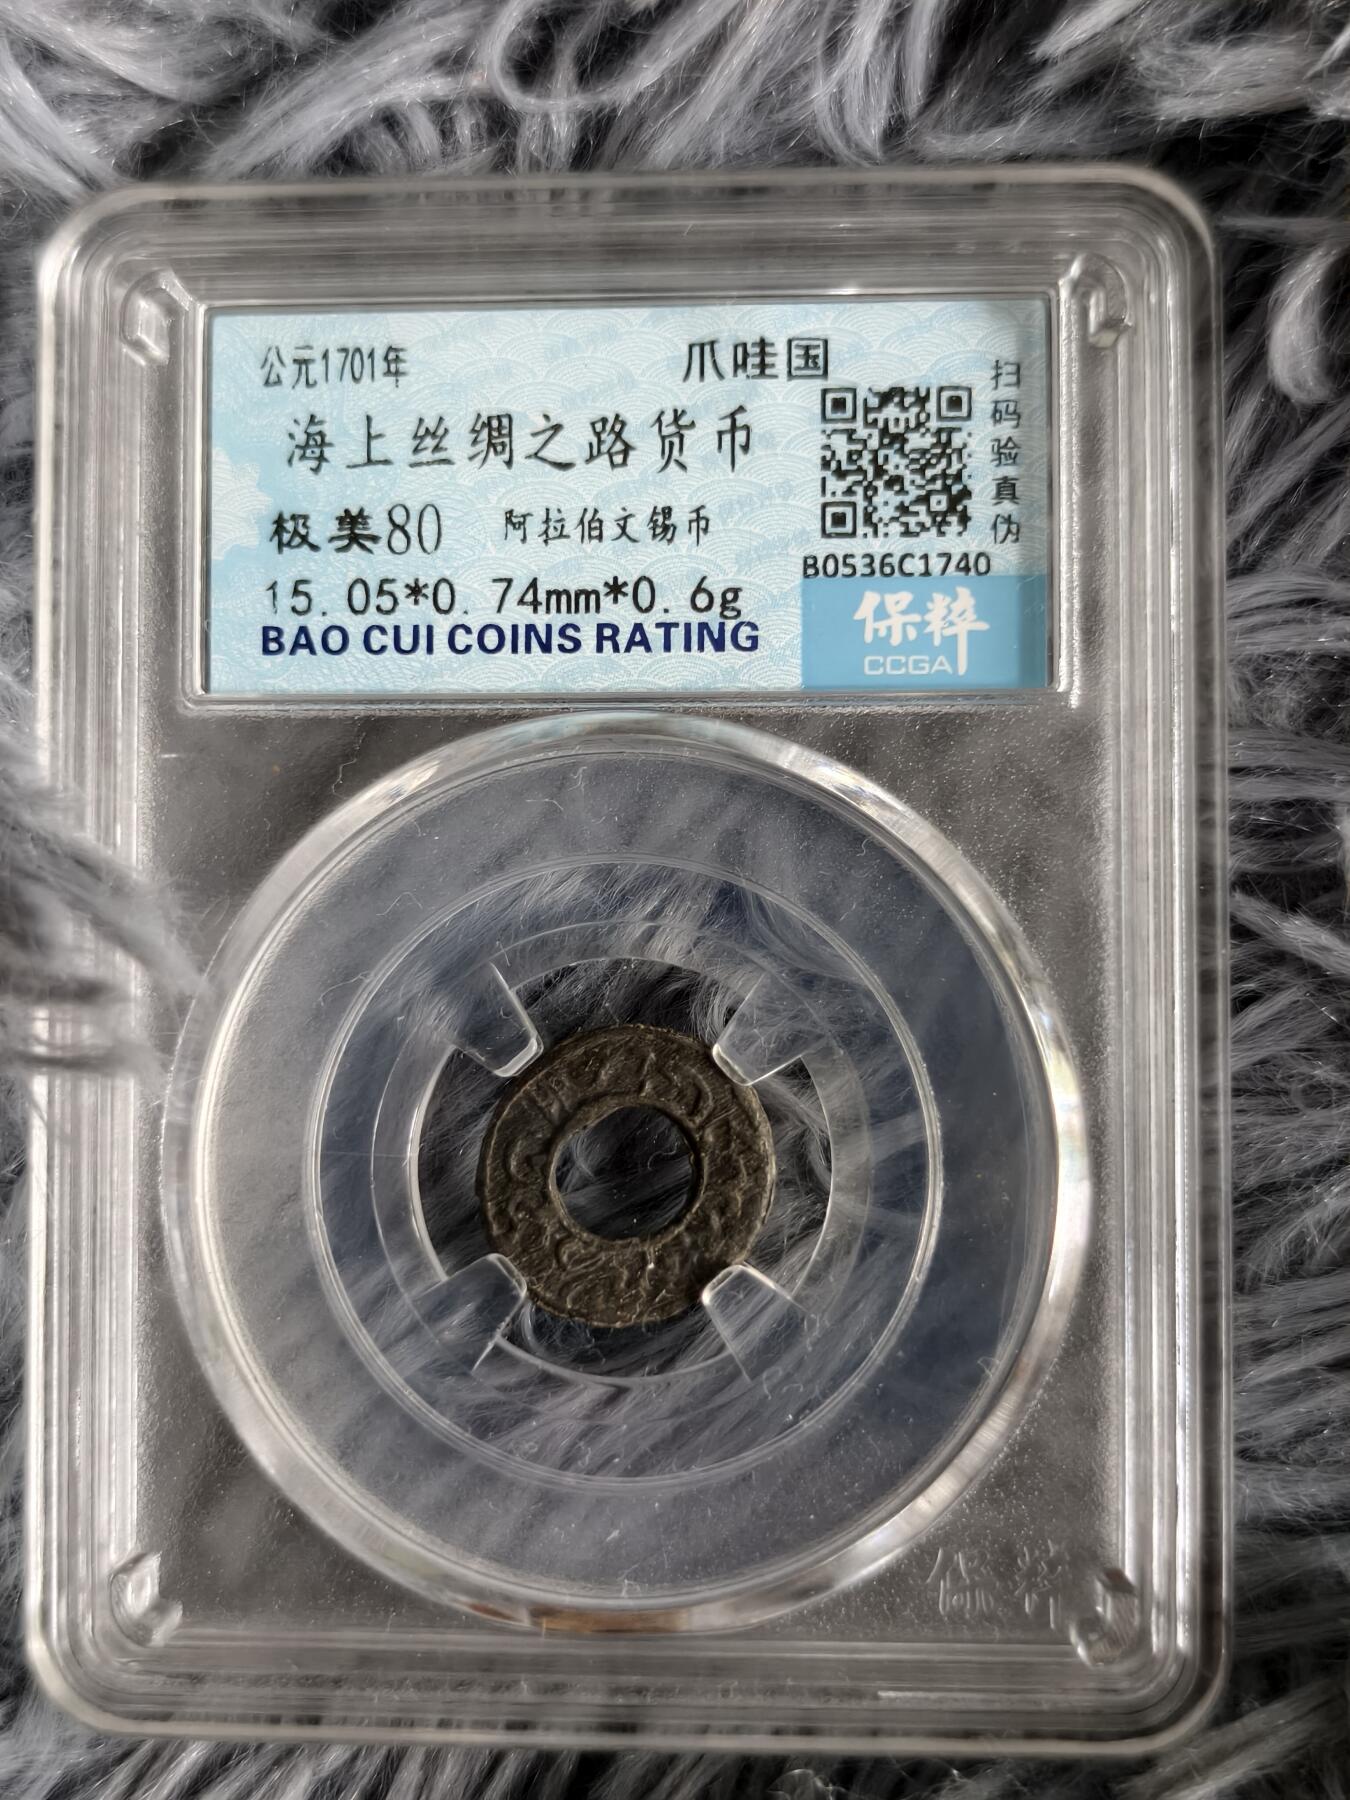 公元1701年 爪哇国
海上丝绸之路货币
极美80 阿拉伯文锡币
15.05*0.74mm*0.6g
BAO CUI COINS RATING
扫码验真伪
B0536C1740
保粹
CCGA
保粹